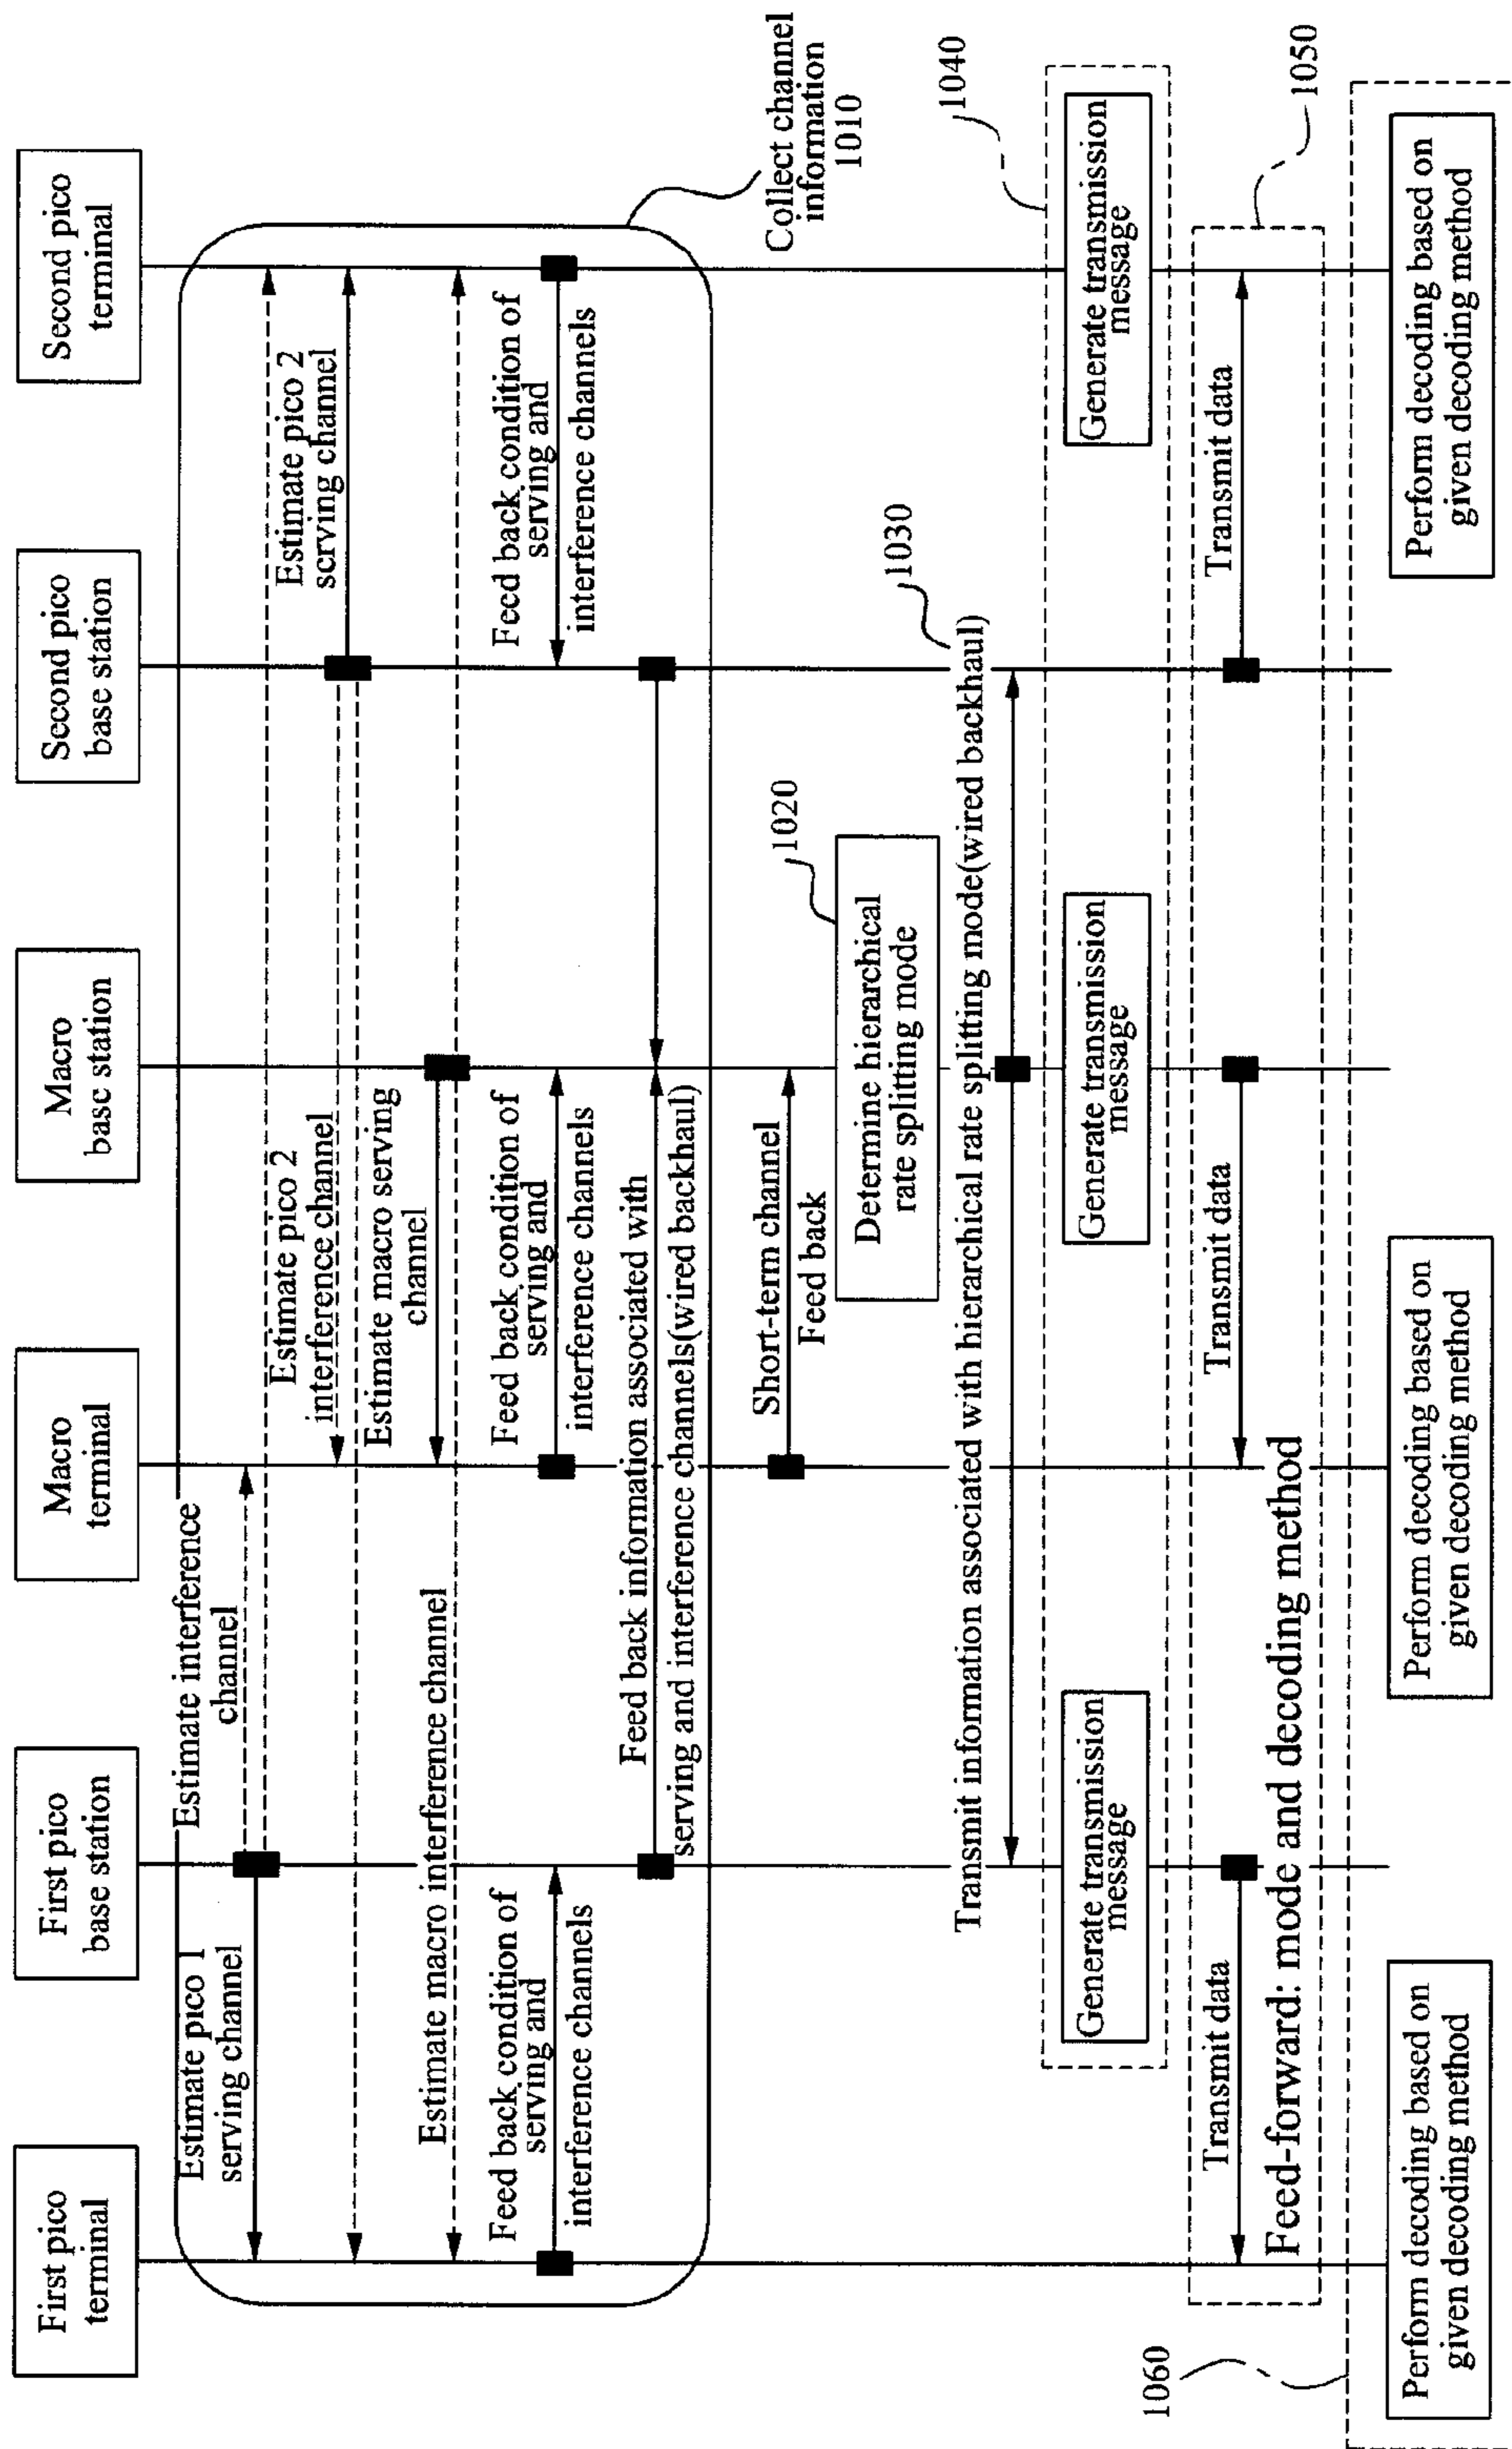 First pico
terminal
First pico
base station
Macro
terminal
Macro
base station
Second pico
base station
Second pico
terminal
Estimate pico 1
serving channel
Estimate interference
channel
Estimate pico 2
interference channel
Estimate pico 2
serving channel
Estimate macro serving
channel
Estimate macro interference channel
Feed back condition of
serving and
interference channels
Feed back condition of
serving and
interference channels
Feed back condition of
serving and
interference channels
Feed back information associated with
serving and interference channels(wired backhaul)
Collect channel
information
1010
Short-term channel
Feed back
Determine hierarchical
rate splitting mode
1020
Transmit information associated with hierarchical rate splitting mode(wired backhaul)
1030
Generate transmission
message
Generate transmission
message
Generate transmission
message
1040
Transmit data
Transmit data
Transmit data
1050
Feed-forward: mode and decoding method
1060
Perform decoding based on
given decoding method
Perform decoding based on
given decoding method
Perform decoding based on
given decoding method